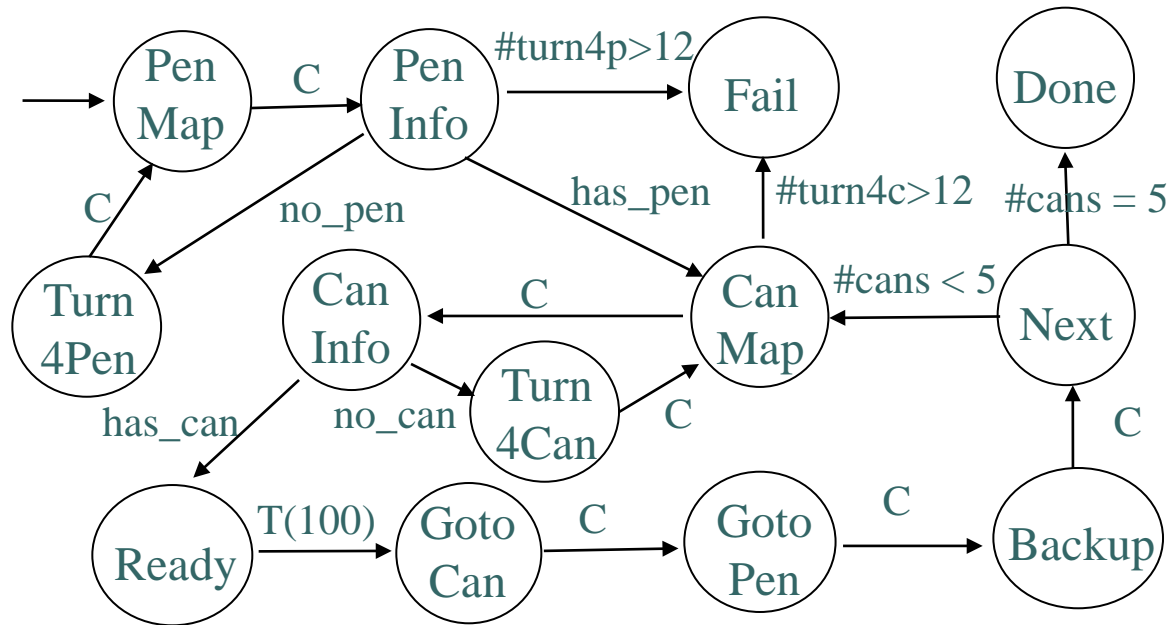 Pen
Map
C
Pen
Info
#turn4p>12
Fail
Done
C
no_pen
has_pen
#turn4c>12
#cans = 5
Turn
4Pen
Can
Info
C
Can
Map
#cans < 5
Next
has_can
no_can
Turn
4Can
C
C
Ready
T(100)
Goto
Can
C
Goto
Pen
C
Backup